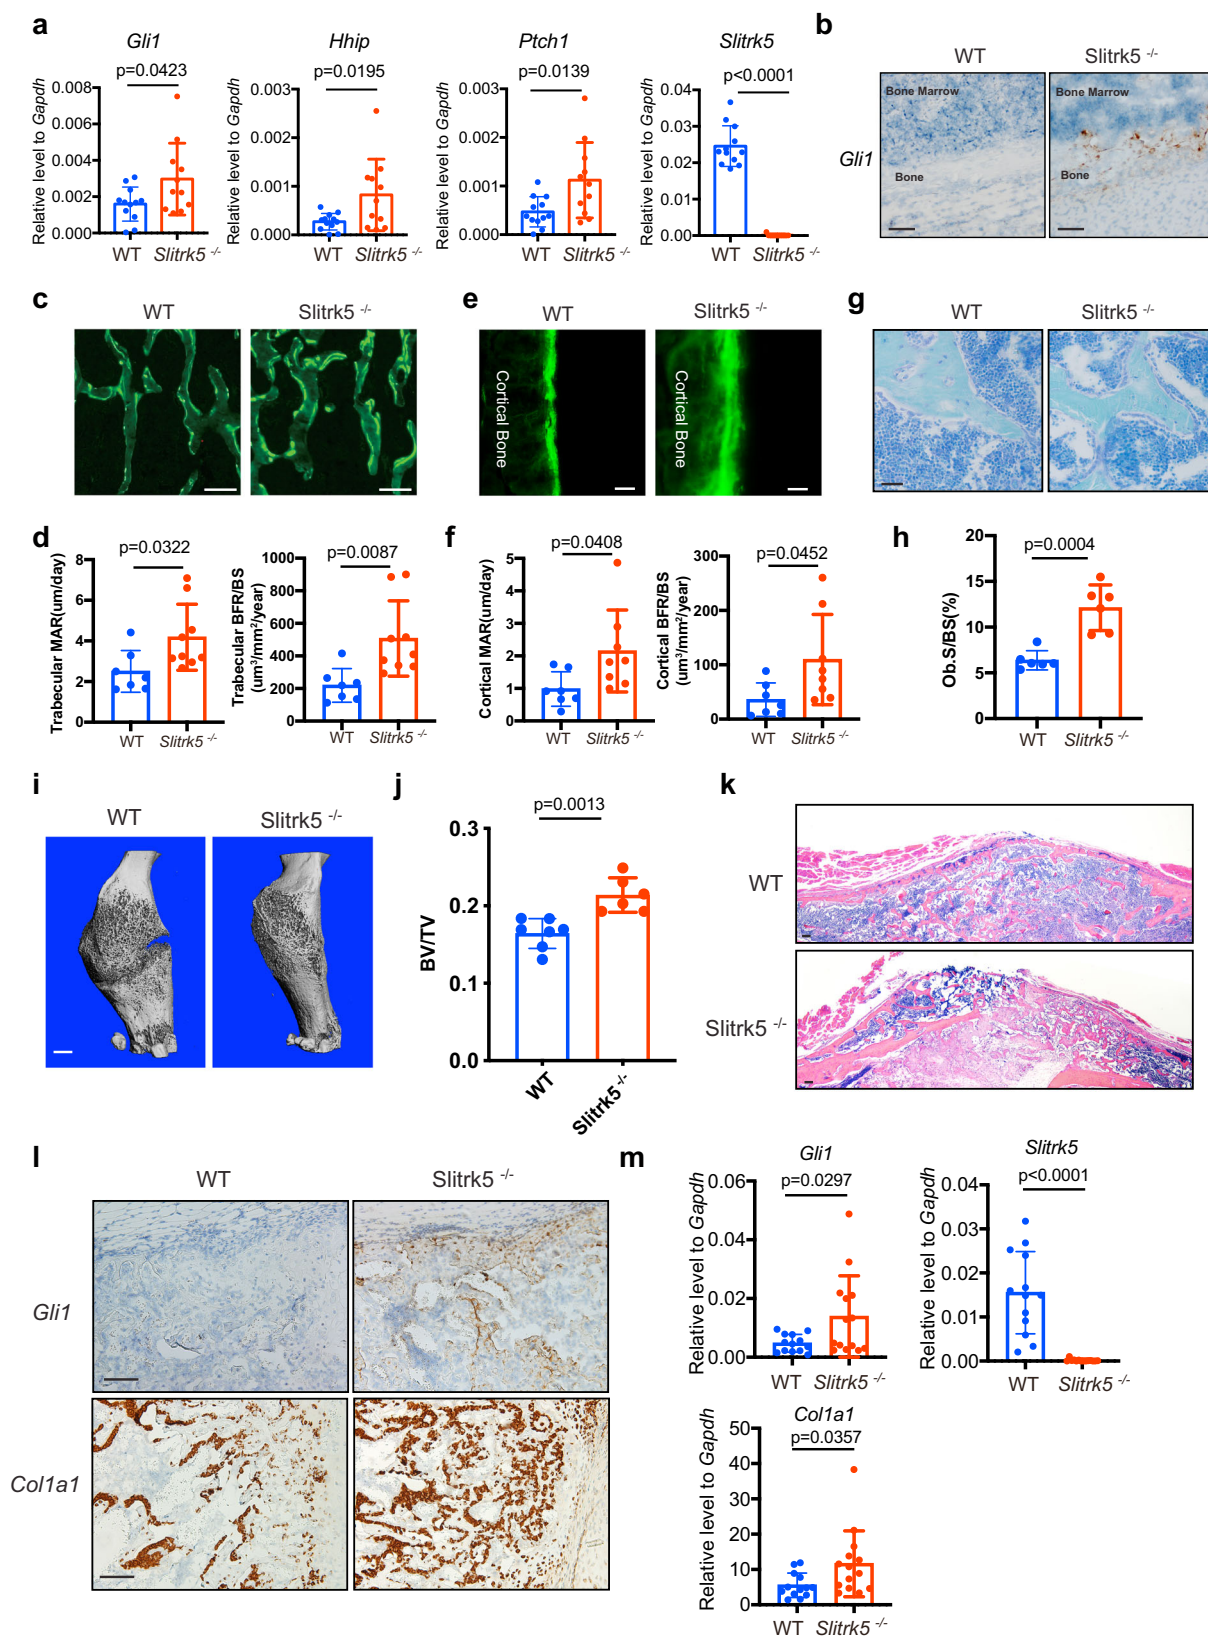 a
Gli1
Hhip
Ptch1
Slitrk5
p=0.0423
p=0.0195
p=0.0139
p<0.0001
Relative level to Gapdh
0.008
0.006
0.004
0.002
0.000
WT Slitrk5 -/-
Relative level to Gapdh
0.003
0.002
0.001
0.000
WT Slitrk5 -/-
Relative level to Gapdh
0.003
0.002
0.001
0.000
WT Slitrk5 -/-
Relative level to Gapdh
0.04
0.03
0.02
0.01
0.00
WT Slitrk5 -/-
b
WT
Slitrk5 -/-
Gli1
Bone Marrow
Bone
Bone Marrow
Bone
c
WT
Slitrk5 -/-
e
WT
Slitrk5 -/-
Cortical Bone
Cortical Bone
g
WT
Slitrk5 -/-
d
p=0.0322
Trabecular MAR(um/day)
8
6
4
2
0
WT Slitrk5 -/-
p=0.0087
Trabecular BFR/BS
(um3/mm2/year)
1000
800
600
400
200
0
WT Slitrk5 -/-
f
p=0.0408
Cortical MAR(um/day)
5
4
3
2
1
0
WT Slitrk5 -/-
p=0.0452
Cortical BFR/BS
(um3/mm2/year)
300
200
100
0
WT Slitrk5 -/-
h
p=0.0004
Ob.S/BS(%)
20
15
10
5
0
WT Slitrk5 -/-
i
WT
Slitrk5 -/-
j
p=0.0013
BV/TV
0.3
0.2
0.1
0.0
WT
Slitrk5-/-
k
WT
Slitrk5 -/-
l
WT
Slitrk5 -/-
Gli1
Col1a1
m
Gli1
p=0.0297
Relative level to Gapdh
0.06
0.04
0.02
0.00
WT Slitrk5 -/-
Slitrk5
p<0.0001
Relative level to Gapdh
0.04
0.03
0.02
0.01
0.00
WT Slitrk5 -/-
Col1a1
p=0.0357
Relative level to Gapdh
50
40
30
20
10
0
WT Slitrk5 -/-